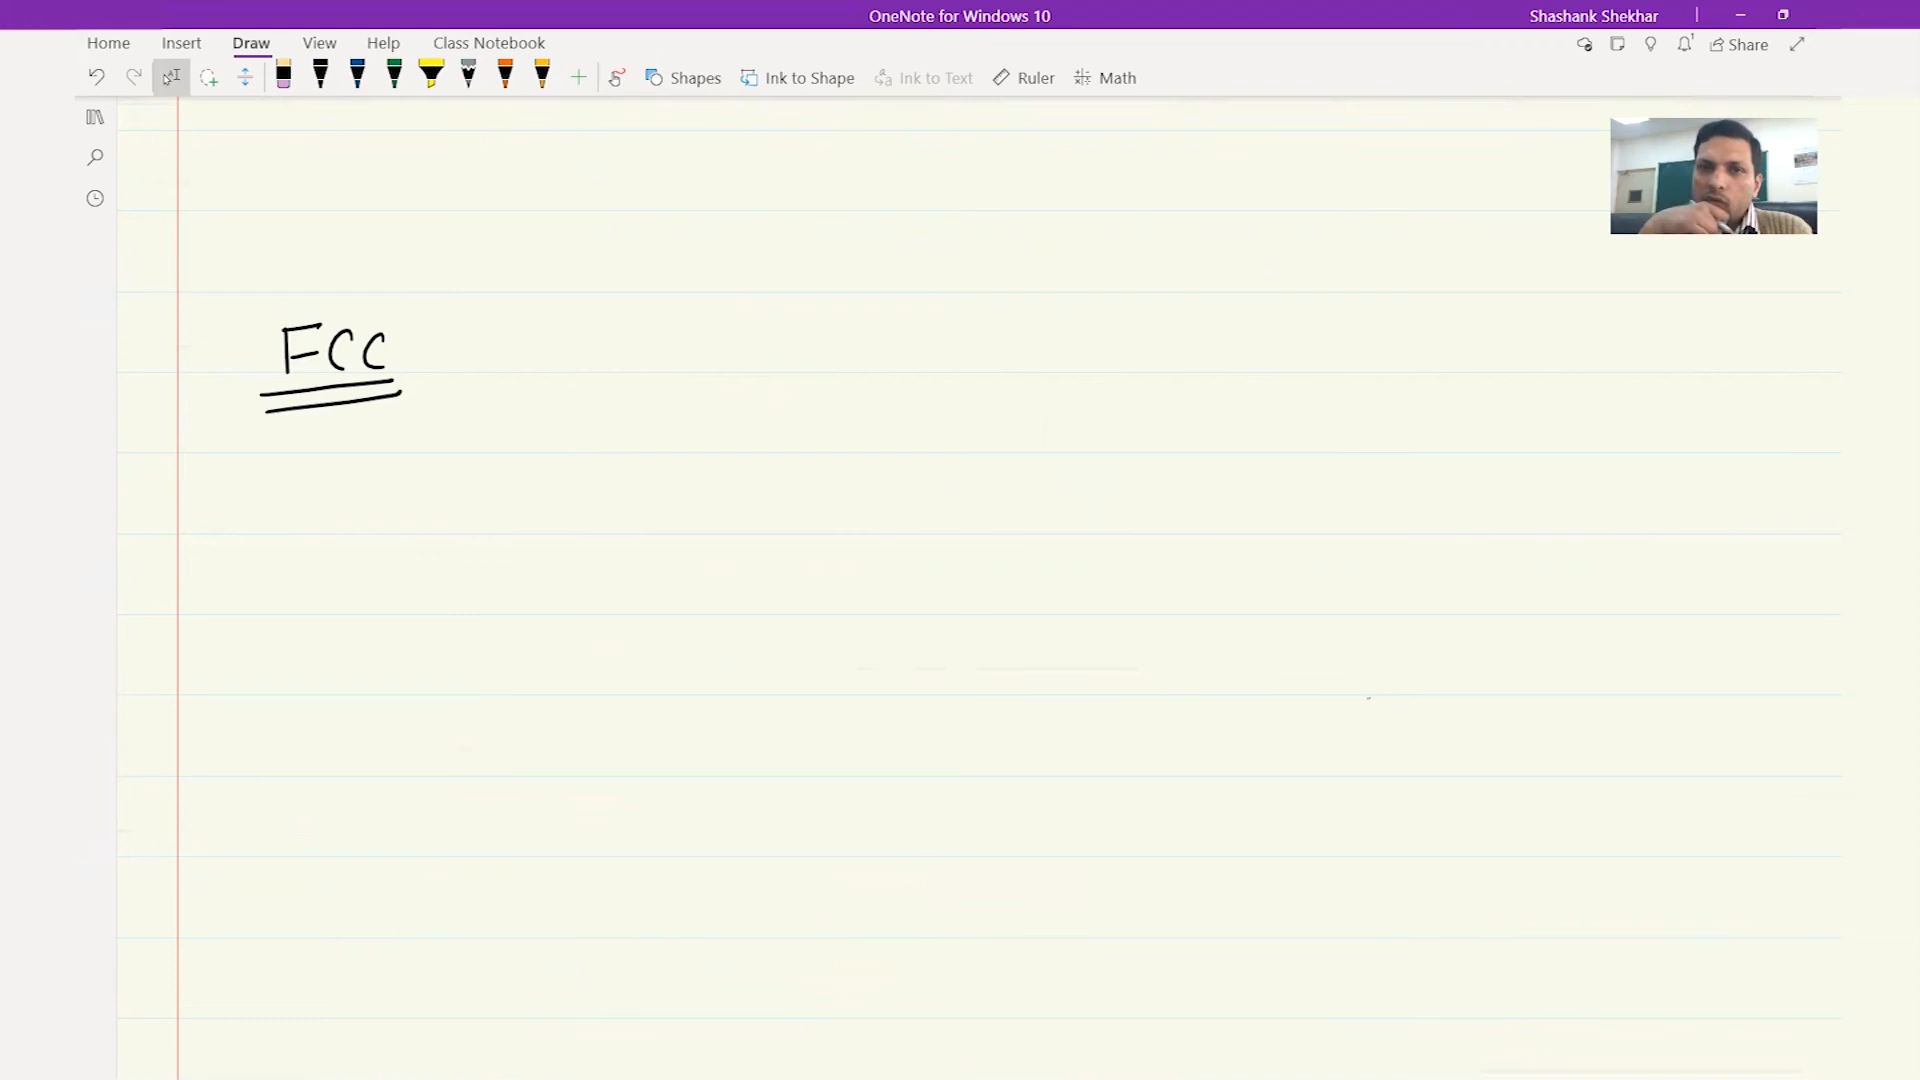 OneNote for Windows 10
Shashank Shekhar
Home Insert Draw View Help Class Notebook
Share
Shapes Ink to Shape Ink to Text Ruler Math
FCC